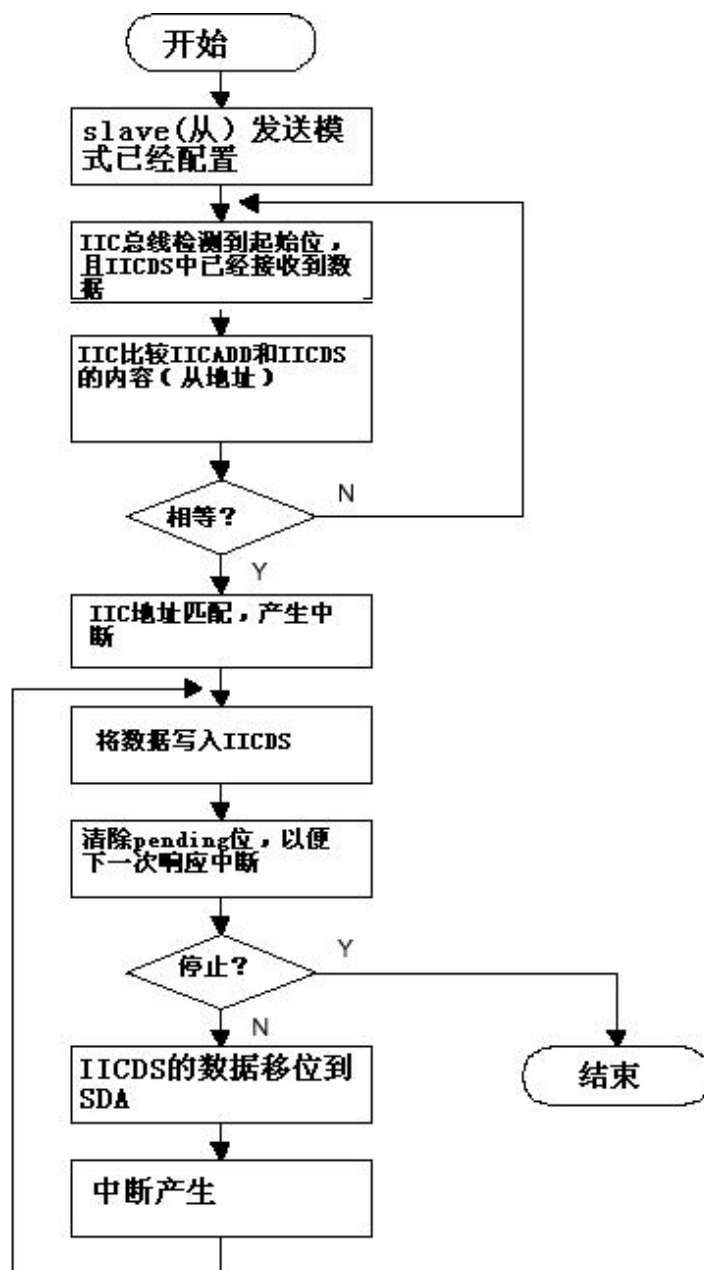 开始
slave(从) 发送模
式已经配置
IIC总线检测到起始位，
且IICDS中已经接收到数
据
IIC比较IICADD和IICDS
的内容（从地址）
N
相等？
Y
IIC地址匹配，产生中
断
将数据写入IICDS
清除pending位，以便
下一次响应中断
Y
停止？
N
IICDS的数据移位到
SDA
结束
中断产生